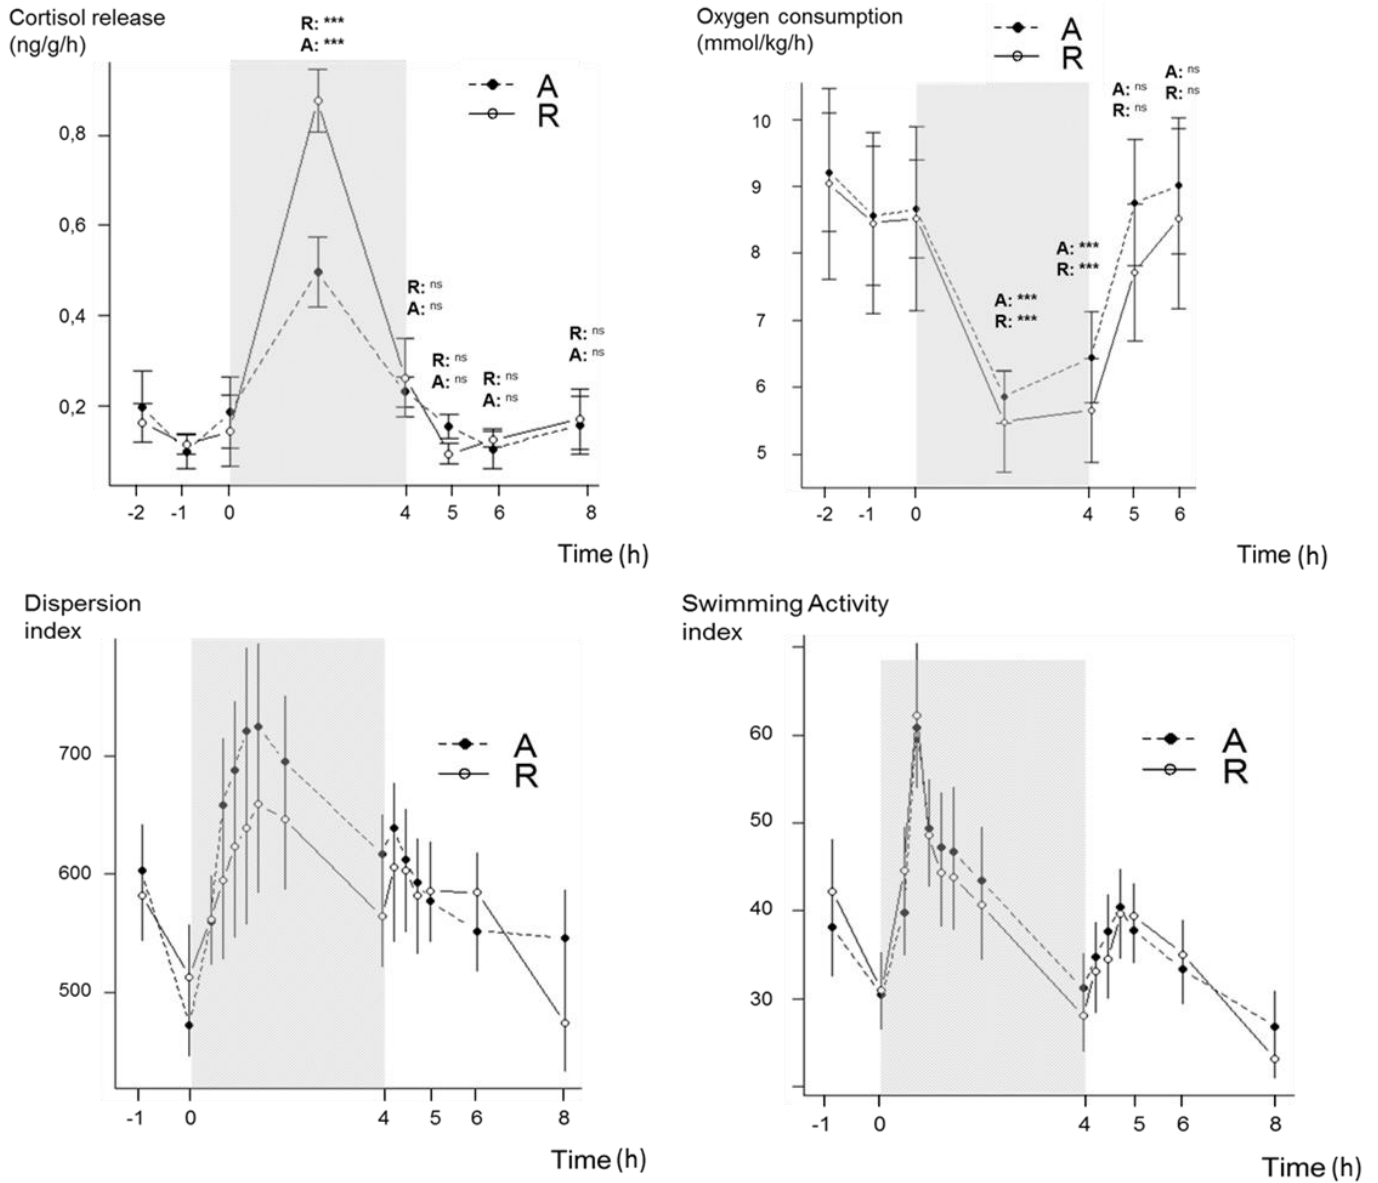 Cortisol release
(ng/g/h)
R: ***
A: ***
A
R
0,8
0,6
0,4
0,2
R: ns
A: ns
R: ns
A: ns
R: ns
A: ns
R: ns
A: ns
-2 -1 0 4 5 6 8
Time (h)
Oxygen consumption
(mmol/kg/h)
A
R
A: ns
R: ns
A: ns
R: ns
10
9
8
7
6
5
A: ***
R: ***
A: ***
R: ***
-2 -1 0 4 5 6
Time (h)
Dispersion
index
A
R
700
600
500
-1 0 4 5 6 8
Time (h)
Swimming Activity
index
A
R
60
50
40
30
-1 0 4 5 6 8
Time (h)